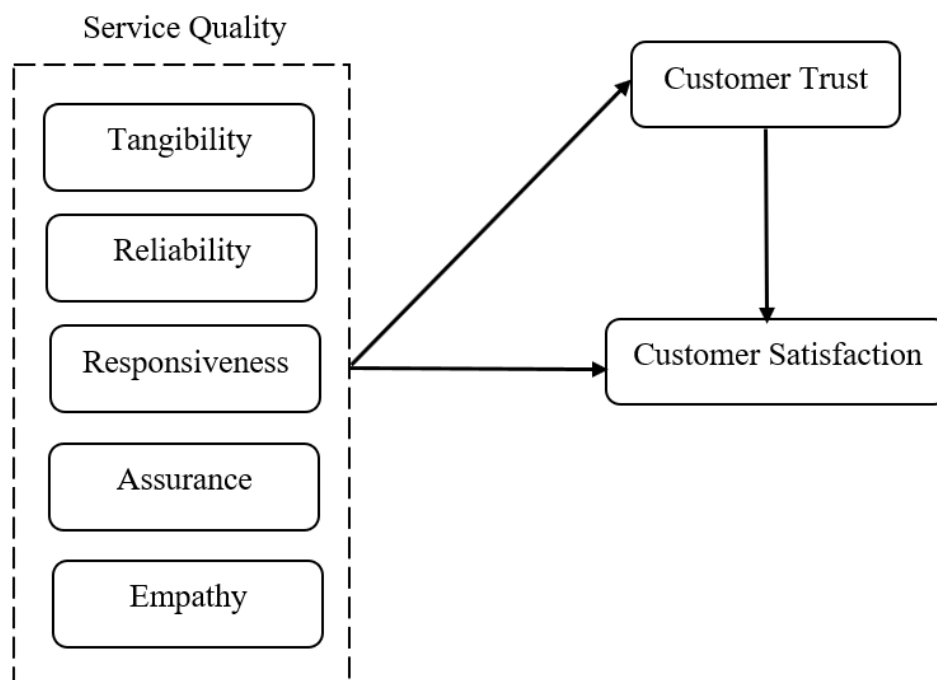 Service Quality
Customer Trust
Tangibility
Reliability
Responsiveness
Customer Satisfaction
Assurance
Empathy